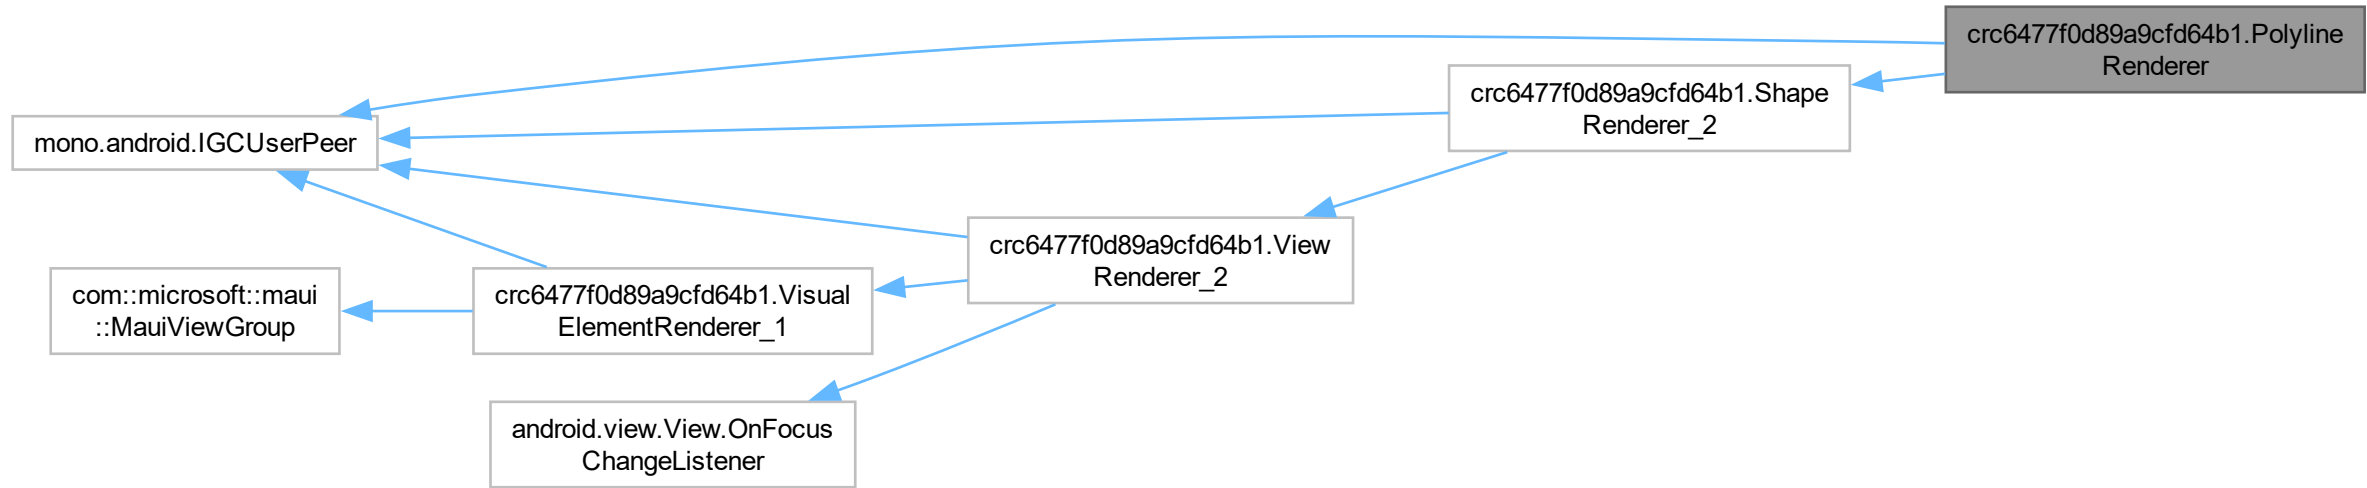 crc6477f0d89a9cfd64b1.Polyline
Renderer
crc6477f0d89a9cfd64b1.Shape
Renderer_2
mono.android.IGCUserPeer
crc6477f0d89a9cfd64b1.View
Renderer_2
com::microsoft::maui
::MauiViewGroup
crc6477f0d89a9cfd64b1.Visual
ElementRenderer_1
android.view.View.OnFocus
ChangeListener